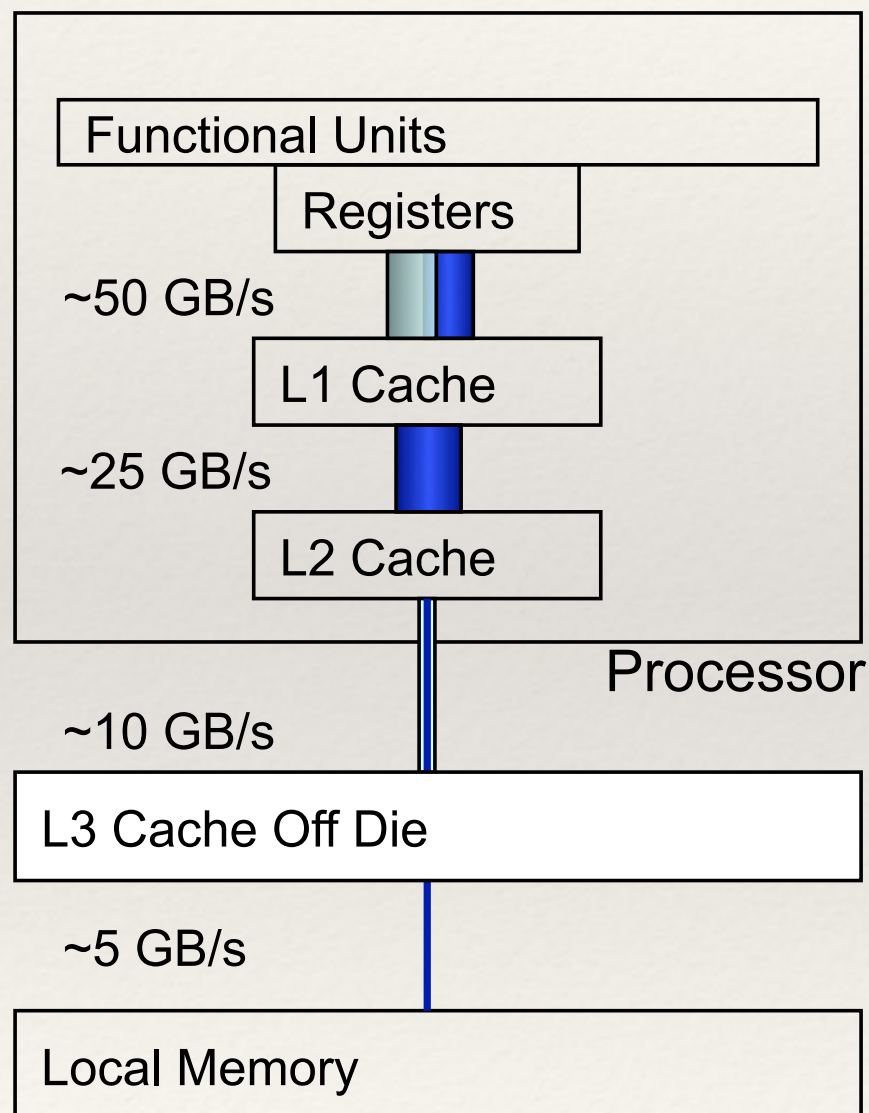 Functional Units
Registers
~50 GB/s
L1 Cache
~25 GB/s
L2 Cache
Processor
~10 GB/s
L3 Cache Off Die
~5 GB/s
Local Memory